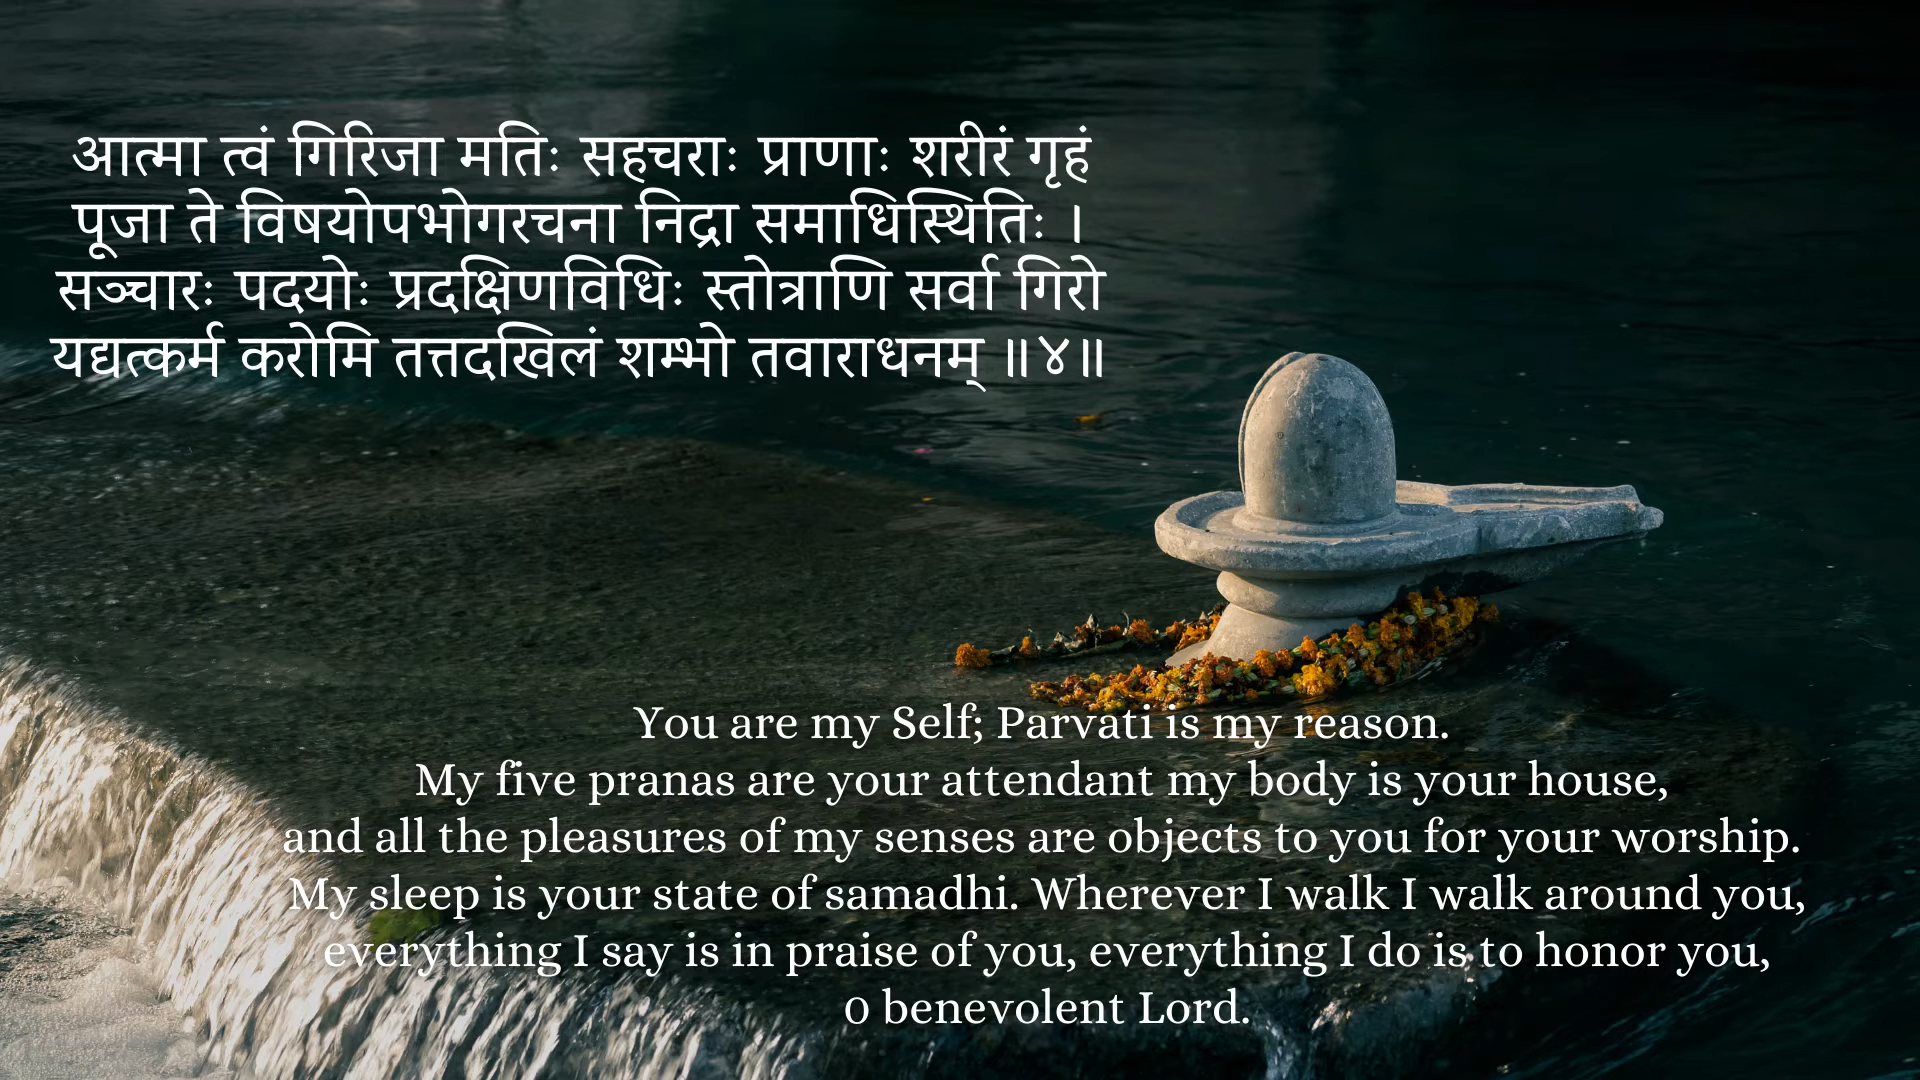 आत्मा त्वं गिरिजा मतिः सहचराः प्राणाः शरीरं गृहं
पूजा ते विषयोपभोगरचना निद्रा समाधिस्थितिः ।
सञ्चारः पदयोः प्रदक्षिणविधिः स्तोत्राणि सर्वा गिरो
यद्यत्कर्म करोमि तत्तदखिलं शम्भो तवाराधनम् ॥४॥
You are my Self; Parvati is my reason.
My five pranas are your attendant my body is your house,
and all the pleasures of my senses are objects to you for your worship.
My sleep is your state of samadhi. Wherever I walk I walk around you,
everything I say is in praise of you, everything I do is to honor you,
0 benevolent Lord.